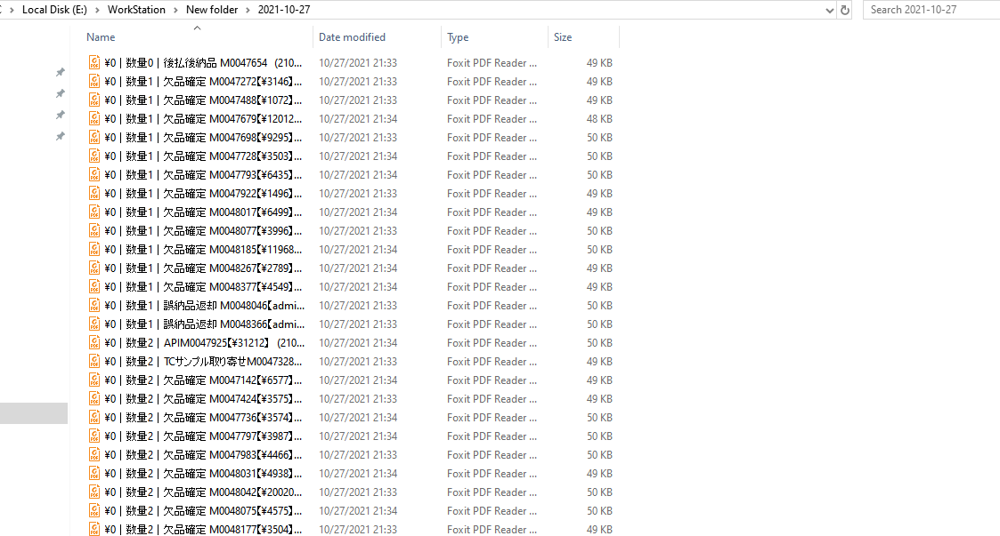 Local Disk (E:) > WorkStation > New folder > 2021-10-27
Search 2021-10-27
Name Date modified Type Size
¥0｜数量0｜後払後納品 M0047654 (210... 10/27/2021 21:33 Foxit PDF Reader ... 49 KB
¥0｜数量1｜欠品確定 M0047272【¥3146】... 10/27/2021 21:33 Foxit PDF Reader ... 49 KB
¥0｜数量1｜欠品確定 M0047488【¥1072】... 10/27/2021 21:33 Foxit PDF Reader ... 49 KB
¥0｜数量1｜欠品確定 M0047679【¥12012... 10/27/2021 21:34 Foxit PDF Reader ... 48 KB
¥0｜数量1｜欠品確定 M0047698【¥9295】... 10/27/2021 21:33 Foxit PDF Reader ... 50 KB
¥0｜数量1｜欠品確定 M0047728【¥3503】... 10/27/2021 21:34 Foxit PDF Reader ... 50 KB
¥0｜数量1｜欠品確定 M0047793【¥6435】... 10/27/2021 21:34 Foxit PDF Reader ... 50 KB
¥0｜数量1｜欠品確定 M0047922【¥1496】... 10/27/2021 21:33 Foxit PDF Reader ... 49 KB
¥0｜数量1｜欠品確定 M0048017【¥6499】... 10/27/2021 21:34 Foxit PDF Reader ... 49 KB
¥0｜数量1｜欠品確定 M0048077【¥3996】... 10/27/2021 21:33 Foxit PDF Reader ... 50 KB
¥0｜数量1｜欠品確定 M0048185【¥11968... 10/27/2021 21:34 Foxit PDF Reader ... 50 KB
¥0｜数量1｜欠品確定 M0048267【¥2789】... 10/27/2021 21:34 Foxit PDF Reader ... 49 KB
¥0｜数量1｜欠品確定 M0048377【¥4549】... 10/27/2021 21:34 Foxit PDF Reader ... 49 KB
¥0｜数量1｜誤納品返却 M0048046【admi... 10/27/2021 21:33 Foxit PDF Reader ... 50 KB
¥0｜数量1｜誤納品返却 M0048366【admi... 10/27/2021 21:33 Foxit PDF Reader ... 50 KB
¥0｜数量2｜APIM0047925【¥31212】 (210... 10/27/2021 21:34 Foxit PDF Reader ... 50 KB
¥0｜数量2｜TCサンプル取り寄せM0047328... 10/27/2021 21:33 Foxit PDF Reader ... 49 KB
¥0｜数量2｜欠品確定 M0047142【¥6577】... 10/27/2021 21:34 Foxit PDF Reader ... 49 KB
¥0｜数量2｜欠品確定 M0047424【¥3575】... 10/27/2021 21:33 Foxit PDF Reader ... 49 KB
¥0｜数量2｜欠品確定 M0047736【¥3574】... 10/27/2021 21:34 Foxit PDF Reader ... 50 KB
¥0｜数量2｜欠品確定 M0047797【¥3987】... 10/27/2021 21:34 Foxit PDF Reader ... 50 KB
¥0｜数量2｜欠品確定 M0047983【¥4466】... 10/27/2021 21:33 Foxit PDF Reader ... 50 KB
¥0｜数量2｜欠品確定 M0048031【¥4938】... 10/27/2021 21:34 Foxit PDF Reader ... 49 KB
¥0｜数量2｜欠品確定 M0048042【¥20020... 10/27/2021 21:33 Foxit PDF Reader ... 50 KB
¥0｜数量2｜欠品確定 M0048075【¥4575】... 10/27/2021 21:34 Foxit PDF Reader ... 50 KB
¥0｜数量2｜欠品確定 M0048177【¥3504】... 10/27/2021 21:33 Foxit PDF Reader ... 49 KB